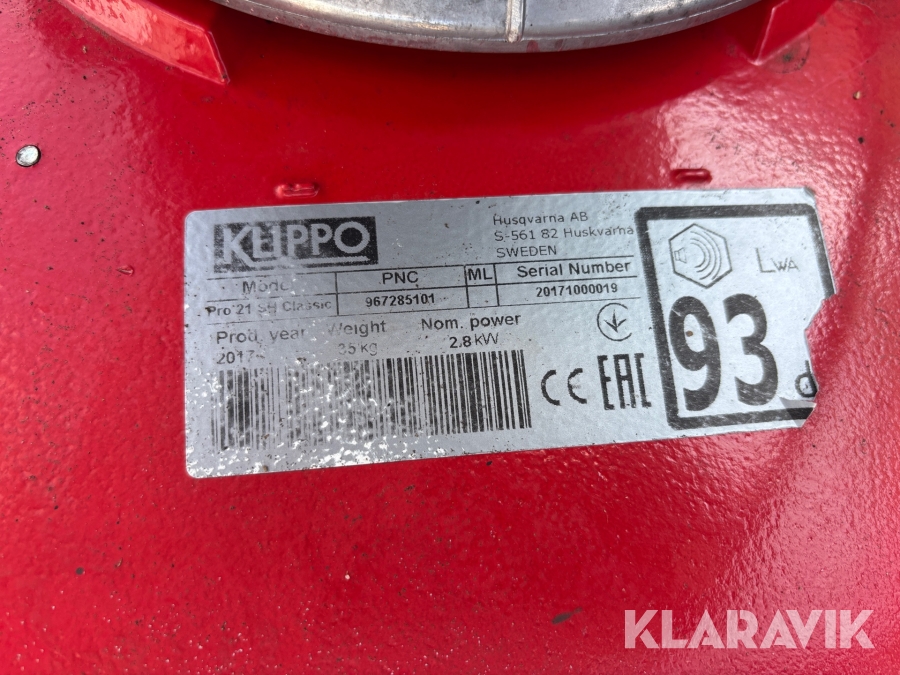 KLIPPO
Husqvarna AB
S-561 82 Huskvarna
SWEDEN
Model PNC ML Serial Number
Pro 21 SH Classic 967285101 20171000019
Prod. year Weight Nom. power
2017 35 kg 2.8 kW
CE EAC
LWA
93 d
KLARAVIK